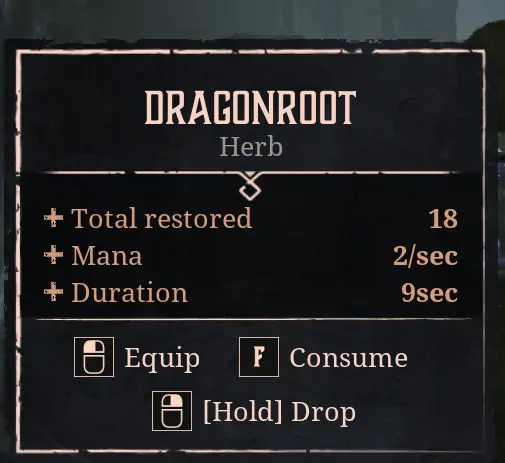 DRAGONROOT
Herb
Total restored 18
Mana 2/sec
Duration 9sec
Equip F Consume
[Hold] Drop